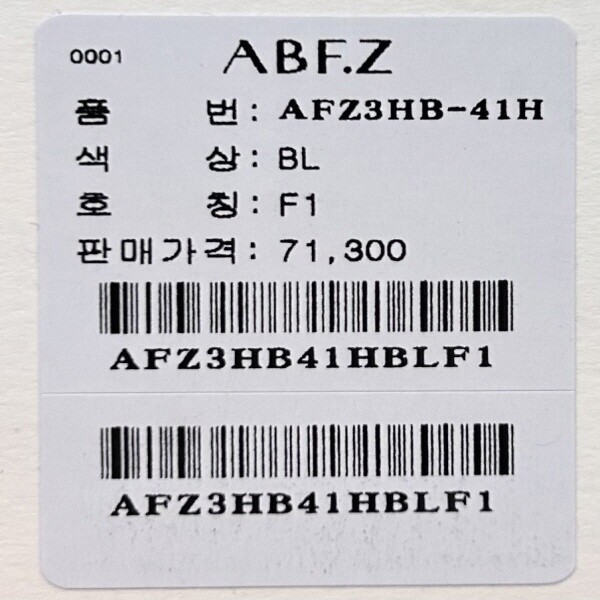 0001 ABF.Z
품 번: AFZ3HB-41H
색 상: BL
호 칭: F1
판매가격: 71,300
AFZ3HB41HBLF1
AFZ3HB41HBLF1